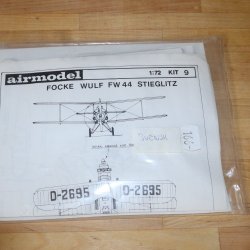 airmodel
1:72 KIT 9
FOCKE WULF FW 44 STIEGLITZ
D-2695
D-2695